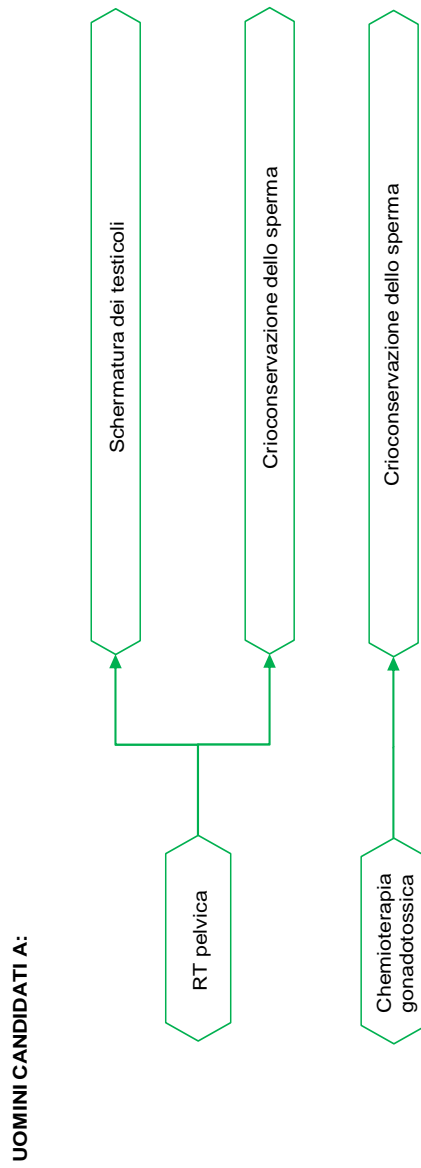 UOMINI CANDIDATI A:
RT pelvica
Schermatura dei testicoli
Crioconservazione dello sperma
Chemioterapia
gonadotossica
Crioconservazione dello sperma